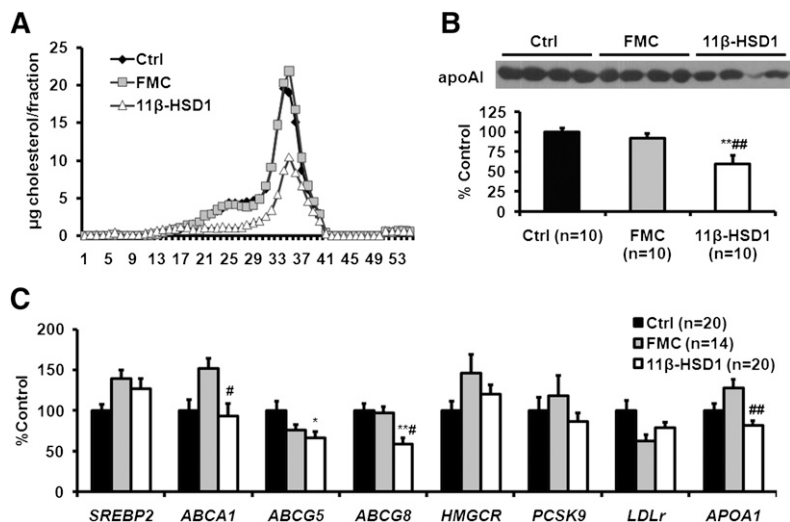 A
µg cholesterol/fraction
25
20
15
10
5
0
Ctrl
FMC
11β-HSD1
1 5 9 13 17 21 25 29 33 37 41 45 49 53
B
Ctrl FMC 11β-HSD1
apoAI
% Control
125
100
75
50
25
0
**##
Ctrl (n=10) FMC 11β-HSD1
(n=10) (n=10)
C
%Control
200
150
100
50
0
Ctrl (n=20)
FMC (n=14)
11β-HSD1 (n=20)
#
*
**#
##
SREBP2 ABCA1 ABCG5 ABCG8 HMGCR PCSK9 LDLr APOA1